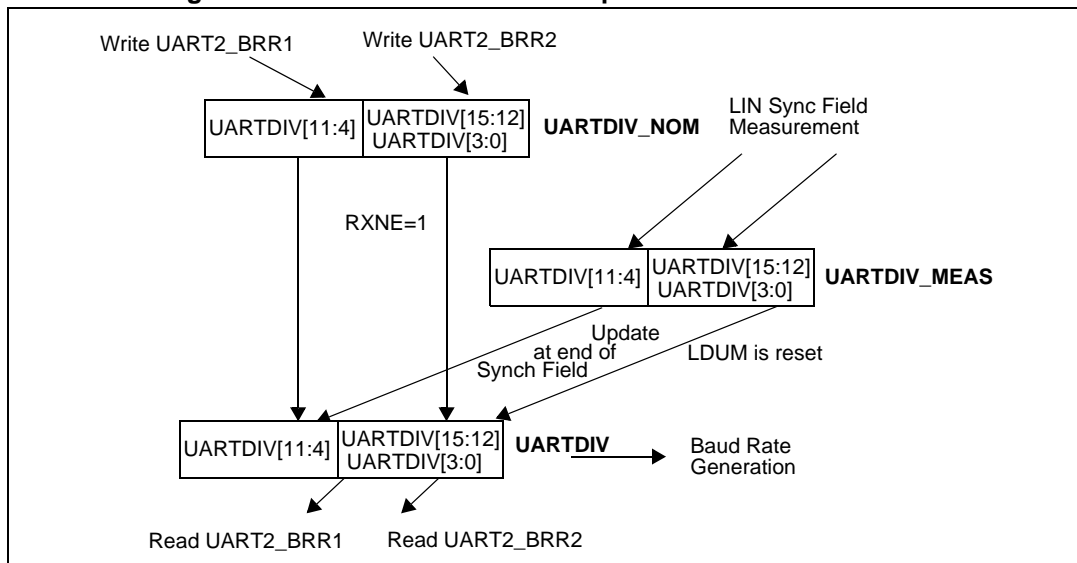 Write UART2_BRR1
Write UART2_BRR2
UARTDIV[11:4]
UARTDIV[15:12]
UARTDIV[3:0]
UARTDIV_NOM
LIN Sync Field
Measurement
RXNE=1
UARTDIV[11:4]
UARTDIV[15:12]
UARTDIV[3:0]
UARTDIV_MEAS
Update
at end of
Synch Field
LDUM is reset
UARTDIV[11:4]
UARTDIV[15:12]
UARTDIV[3:0]
UARTDIV
Baud Rate
Generation
Read UART2_BRR1
Read UART2_BRR2